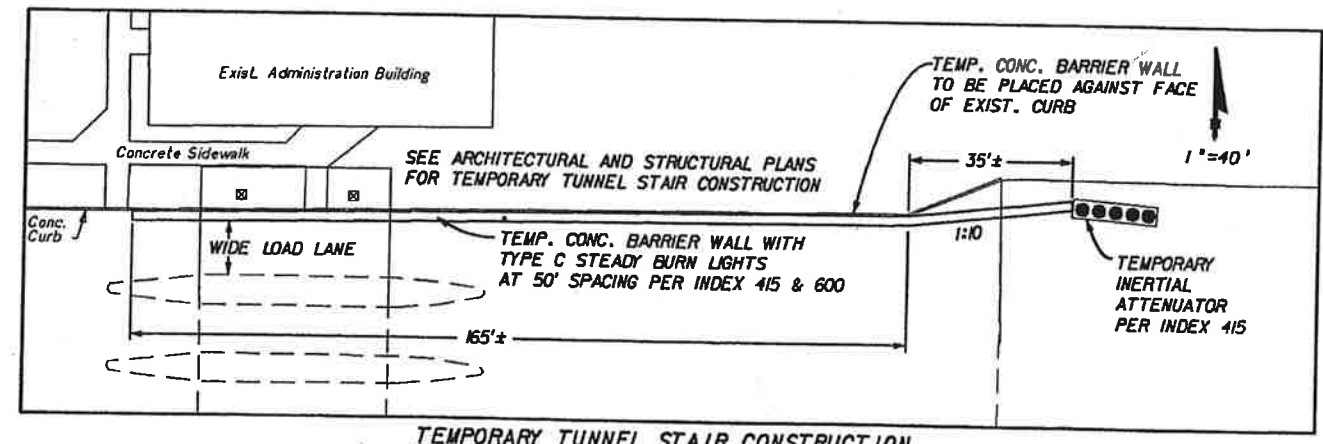 Exist. Administration Building
TEMP. CONC. BARRIER WALL
TO BE PLACED AGAINST FACE
OF EXIST. CURB
1"=40'
Concrete Sidewalk
SEE ARCHITECTURAL AND STRUCTURAL PLANS
FOR TEMPORARY TUNNEL STAIR CONSTRUCTION
35'±
Conc.
Curb
WIDE LOAD LANE
TEMP. CONC. BARRIER WALL WITH
TYPE C STEADY BURN LIGHTS
AT 50' SPACING PER INDEX 415 & 600
1:10
TEMPORARY
INERTIAL
ATTENUATOR
PER INDEX 415
165'±
TEMPORARY TUNNEL STAIR CONSTRUCTION